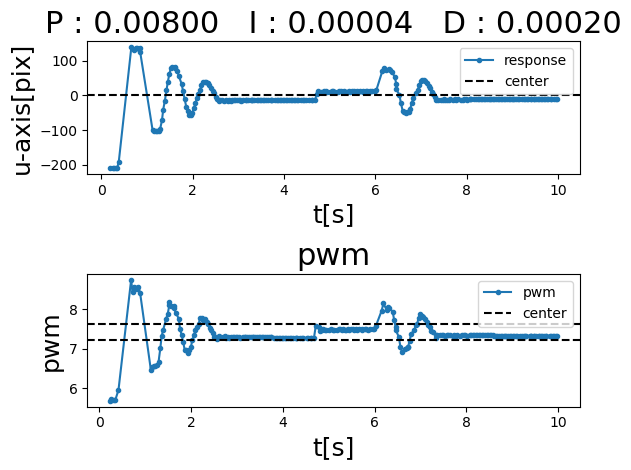 P : 0.00800 I : 0.00004 D : 0.00020
u-axis[pix]
100
0
−100
−200
response
center
0
2
4
6
8
10
t[s]
pwm
pwm
8
7
6
pwm
center
0
2
4
6
8
10
t[s]